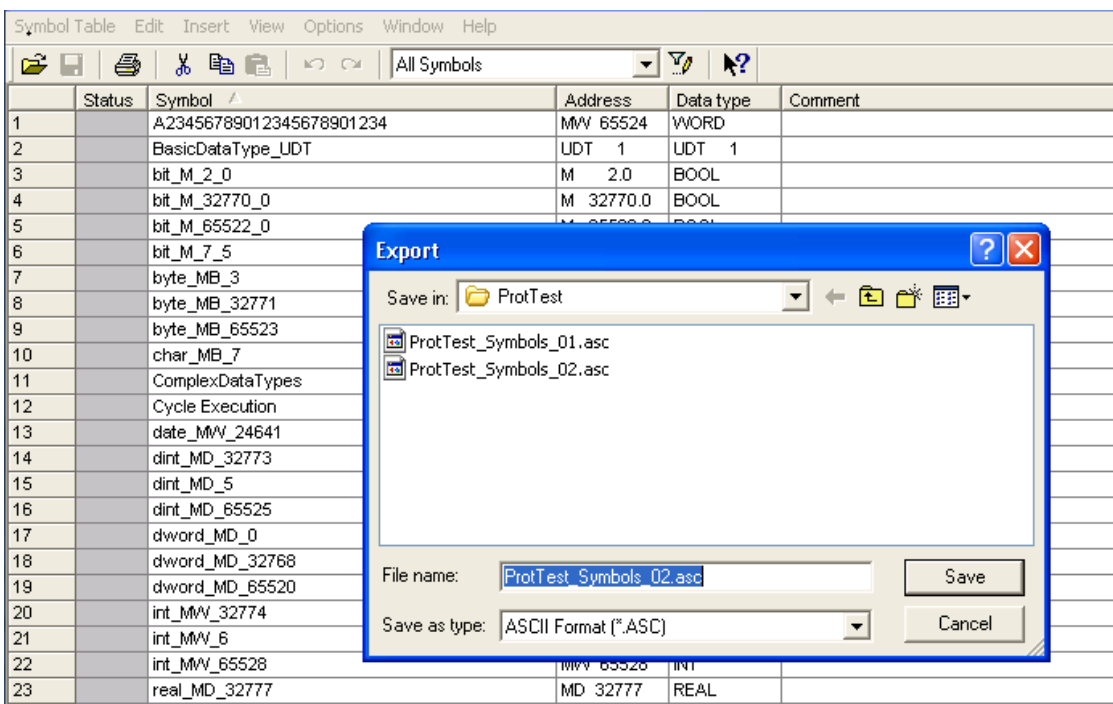 Symbol Table Edit Insert View Options Window Help
All Symbols
Status Symbol Address Data type Comment
1 A23456789012345678901234 MW 65524 WORD
2 BasicDataType_UDT UDT 1 UDT 1
3 bit_M_2_0 M 2.0 BOOL
4 bit_M_32770_0 M 32770.0 BOOL
5 bit_M_65522_0
6 bit_M_7_5
7 byte_MB_3
8 byte_MB_32771
9 byte_MB_65523
10 char_MB_7
11 ComplexDataTypes
12 Cycle Execution
13 date_MW_24641
14 dint_MD_32773
15 dint_MD_5
16 dint_MD_65525
17 dword_MD_0
18 dword_MD_32768
19 dword_MD_65520
20 int_MW_32774
21 int_MW_6
22 int_MW_65528 MW 65528 INT
23 real_MD_32777 MD 32777 REAL
Export
Save in: ProtTest
ProtTest_Symbols_01.asc
ProtTest_Symbols_02.asc
File name: ProtTest_Symbols_02.asc Save
Save as type: ASCII Format (*.ASC) Cancel